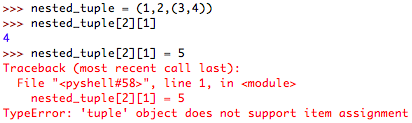 >>> nested_tuple = (1,2,(3,4))
>>> nested_tuple[2][1]
4
>>> nested_tuple[2][1] = 5
Traceback (most recent call last):
  File "<pyshell#58>", line 1, in <module>
    nested_tuple[2][1] = 5
TypeError: 'tuple' object does not support item assignment